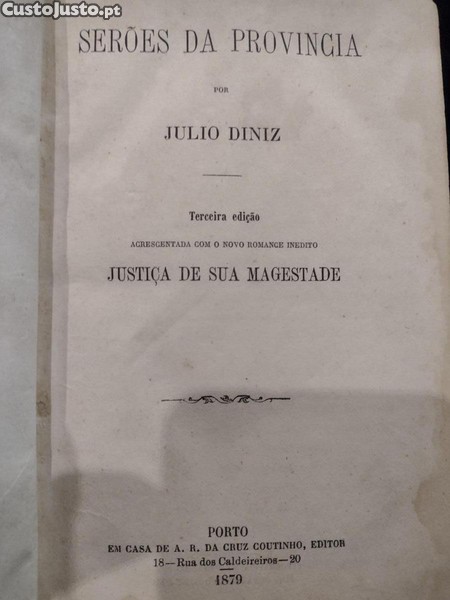 CustoJusto.pt
SERÕES DA PROVINCIA
POR
JULIO DINIZ
Terceira edição
ACRESCENTADA COM O NOVO ROMANCE INEDITO
JUSTIÇA DE SUA MAGESTADE
PORTO
EM CASA DE A. R. DA CRUZ COUTINHO, EDITOR
18—Rua dos Caldeireiros—20
1879